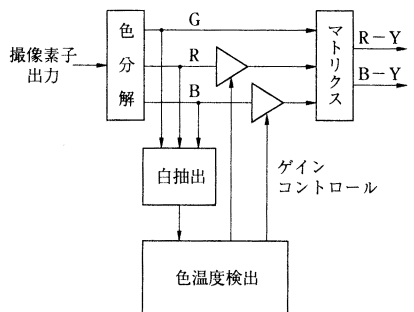 撮像素子
出力
色
分
解
G
R
B
マトリクス
R－Y
B－Y
白抽出
ゲイン
コントロール
色温度検出